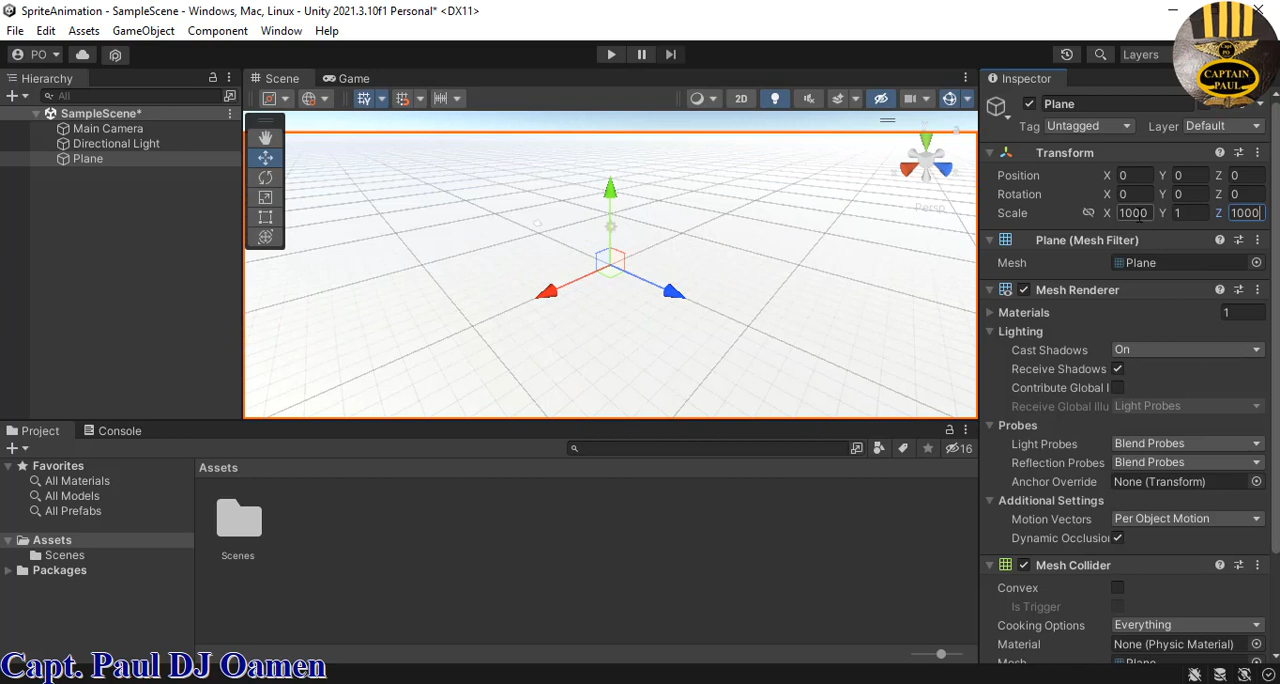 SpriteAnimation - SampleScene - Windows, Mac, Linux - Unity 2021.3.10f1 Personal* <DX11>
File Edit Assets GameObject Component Window Help
PO Layers
Capt PO
CAPTAIN
PAUL
Hierarchy Scene Game Inspector
All 2D
Plane
SampleScene* Tag Untagged Layer Default
Main Camera
Directional Light Transform
Plane
Position X 0 Y 0 Z 0
Rotation X 0 Y 0 Z 0
Persp
Scale X 1000 Y 1 Z 1000
Plane (Mesh Filter)
Mesh Plane
Mesh Renderer
Materials 1
Lighting
Cast Shadows On
Receive Shadows
Contribute Global I
Receive Global Illu Light Probes
Probes
Light Probes Blend Probes
Reflection Probes Blend Probes
Anchor Override None (Transform)
Additional Settings
Motion Vectors Per Object Motion
Dynamic Occlusion
Mesh Collider
Convex
Is Trigger
Cooking Options Everything
Material None (Physic Material)
Mesh Plane
Project Console
16
Favorites Assets
All Materials
All Models
All Prefabs
Assets
Scenes Scenes
Packages
Capt. Paul DJ Oamen